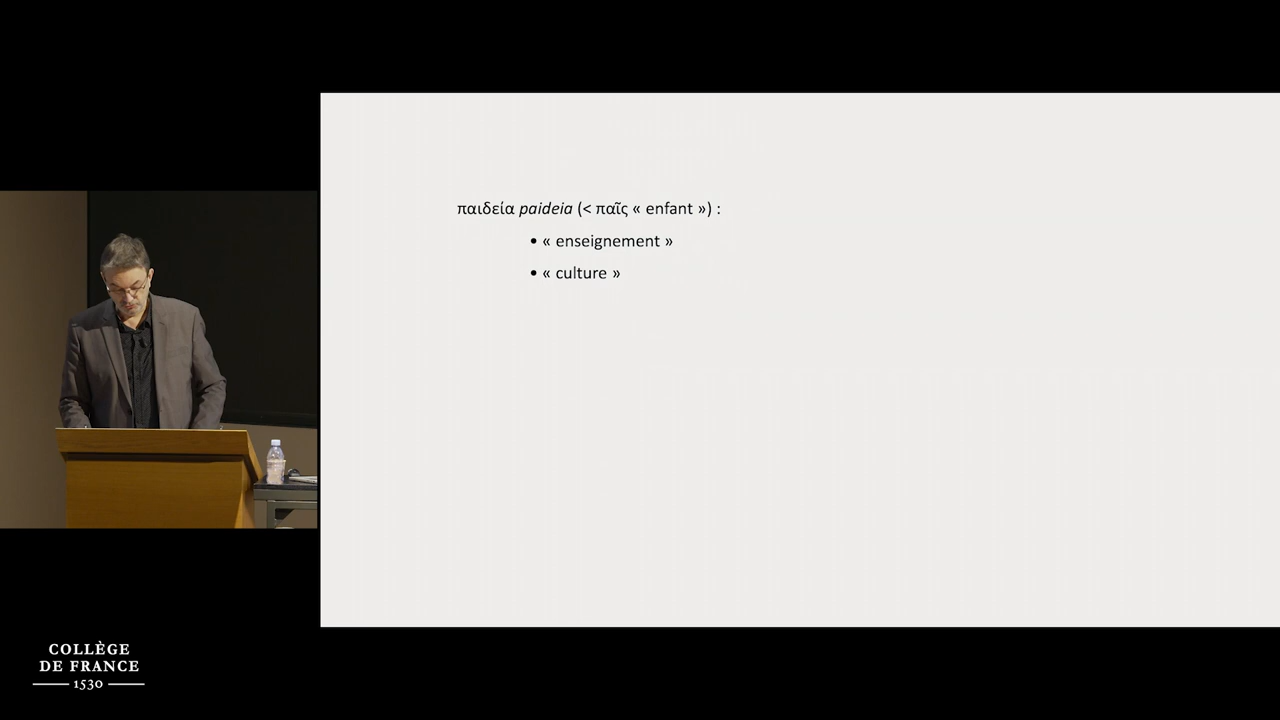 παιδεία paideia (< παῖς « enfant ») :
• « enseignement »
• « culture »
COLLÈGE
DE FRANCE
1530